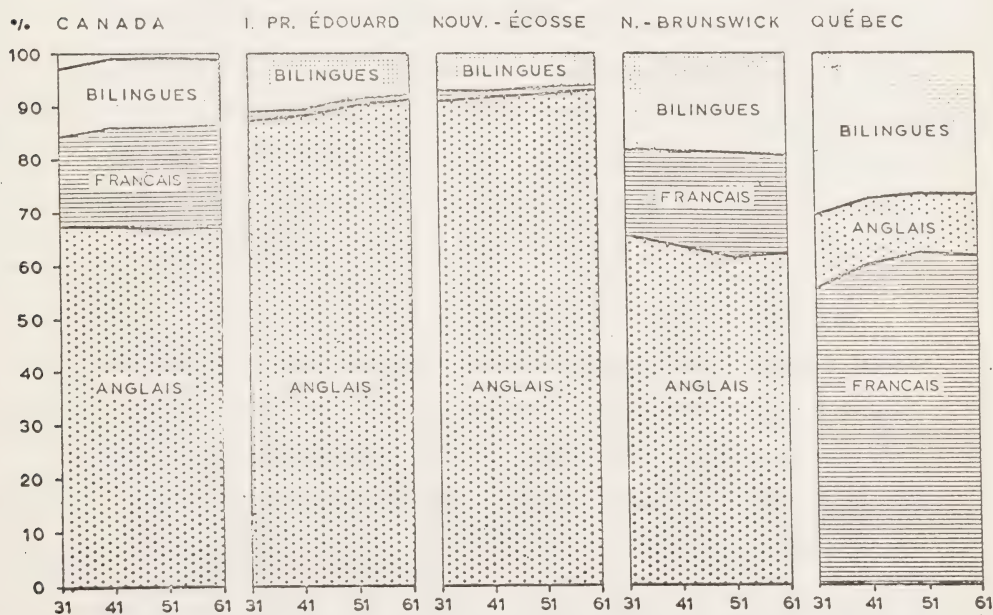 % CANADA I. PR. ÉDOUARD NOUV.-ÉCOSSE N.-BRUNSWICK QUÉBEC
100
BILINGUES BILINGUES
90
BILINGUES BILINGUES BILINGUES
80
FRANCAIS FRANCAIS
70
ANGLAIS
60
50
40
ANGLAIS ANGLAIS ANGLAIS ANGLAIS FRANCAIS
30
20
10
0
31 41 51 61 31 41 51 61 31 41 51 61 31 41 51 61 31 41 51 61